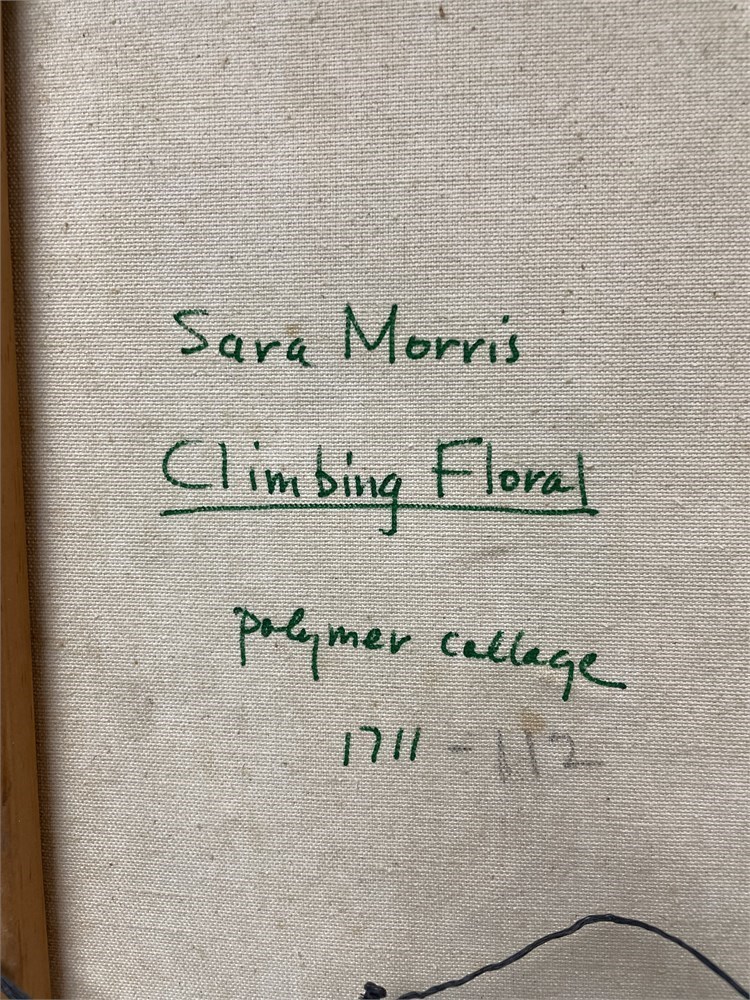 Sara Morris
Climbing Floral
polymer collage
1711 -